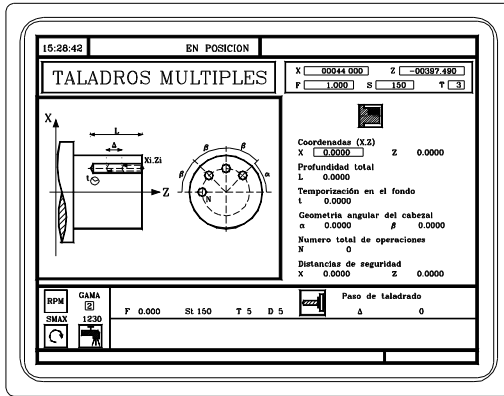 15:28:42 EN POSICION
TALADROS MULTIPLES
X 00044 000 Z -00397.490
F 1.000 S 150 T 3
X
L
Δ
Xi.Zi
t
Z
β β
β α
N
Coordenadas (X.Z)
X 0.0000 Z 0.0000
Profundidad total
L 0.0000
Temporización en el fondo
t 0.0000
Geometria angular del cabezal
α 0.0000 β 0.0000
Numero total de operaciones
N 0
Distancias de seguridad
X 0.0000 Z 0.0000
RPM GAMA
2
SMAX 1230
F 0.000 St 150 T 5 D 5
Paso de taladrado
Δ 0